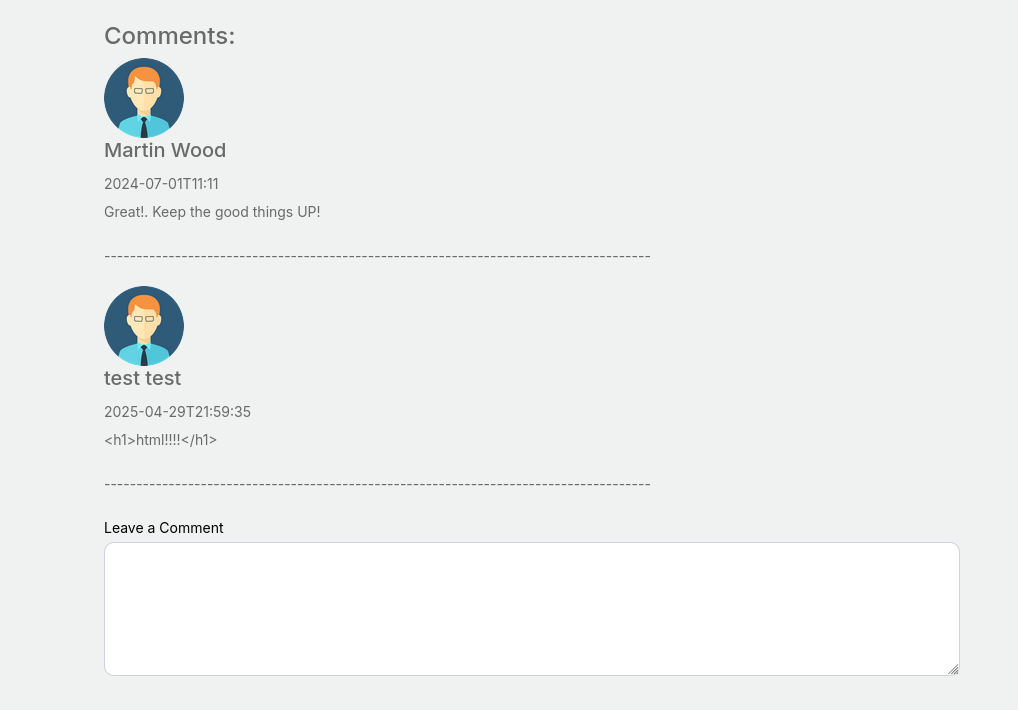 Comments:
Martin Wood
2024-07-01T11:11
Great!. Keep the good things UP!
-------------------------------------------------------------------------------------
test test
2025-04-29T21:59:35
<h1>html!!!!</h1>
-------------------------------------------------------------------------------------
Leave a Comment